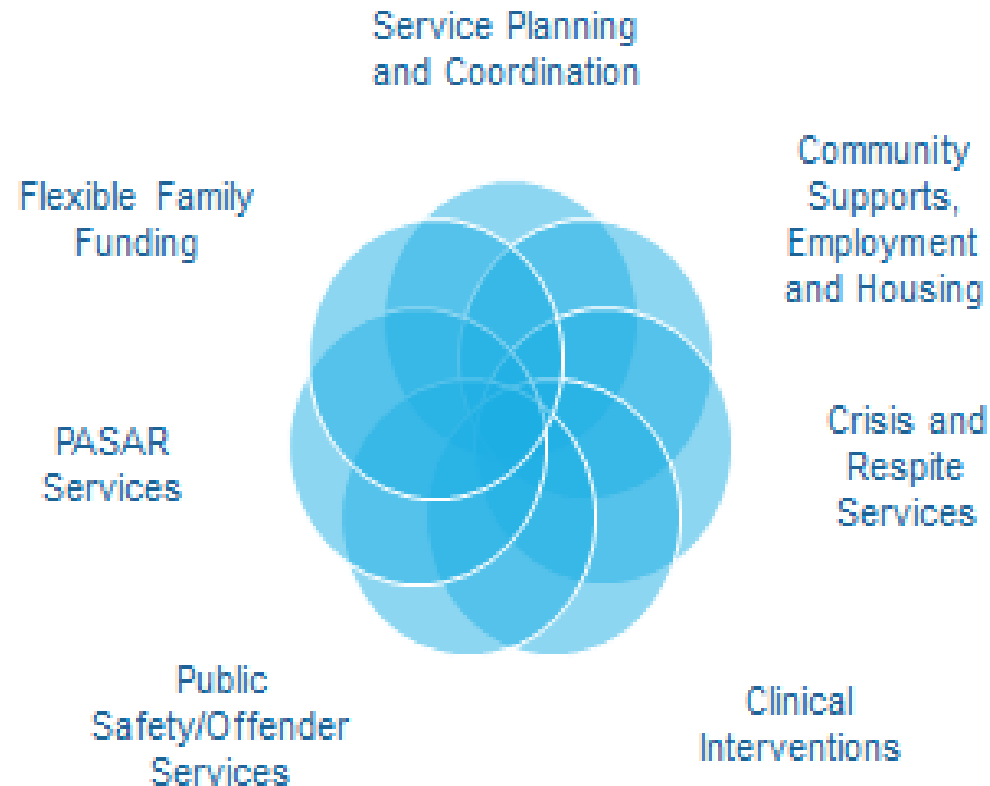 Service Planning
and Coordination
Community
Supports,
Employment
and Housing
Crisis and
Respite
Services
Clinical
Interventions
Public
Safety/Offender
Services
PASAR
Services
Flexible Family
Funding